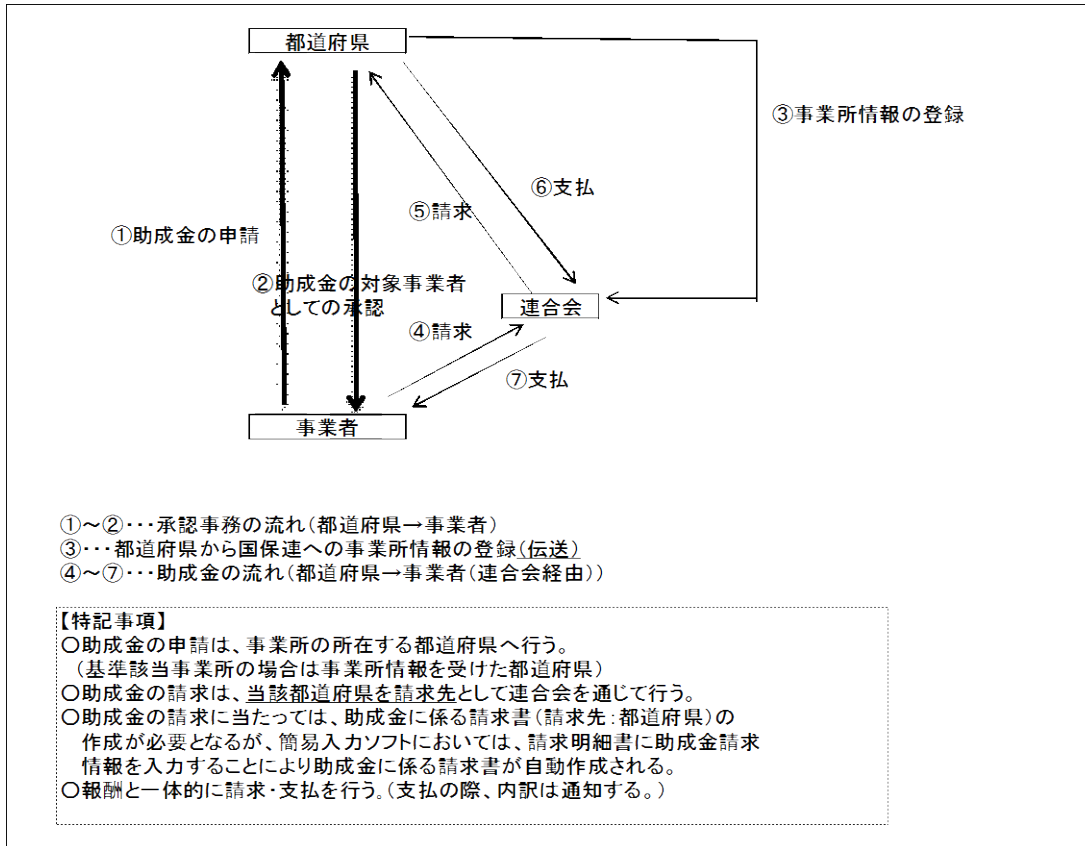 都道府県
③事業所情報の登録
⑥支払
⑤請求
①助成金の申請
②助成金の対象事業者
としての承認
連合会
④請求
⑦支払
事業者
①～②・・・承認事務の流れ（都道府県→事業者）
③・・・都道府県から国保連への事業所情報の登録（伝送）
④～⑦・・・助成金の流れ（都道府県→事業者（連合会経由））
【特記事項】
○助成金の申請は、事業所の所在する都道府県へ行う。
（基準該当事業所の場合は事業所情報を受けた都道府県）
○助成金の請求は、当該都道府県を請求先として連合会を通じて行う。
○助成金の請求に当たっては、助成金に係る請求書（請求先：都道府県）の
作成が必要となるが、簡易入力ソフトにおいては、請求明細書に助成金請求
情報を入力することにより助成金に係る請求書が自動作成される。
○報酬と一体的に請求・支払を行う。（支払の際、内訳は通知する。）